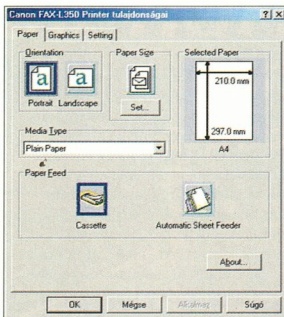 Canon FAX-L350 Printer tulajdonságai
Paper Graphics Setting
Orientation
Portrait Landscape
Paper Size
Set...
Selected Paper
210.0 mm
297.0 mm
A4
Media Type
Plain Paper
Paper Feed
Cassette
Automatic Sheet Feeder
About...
OK Mégse Alkalmaz Súgó